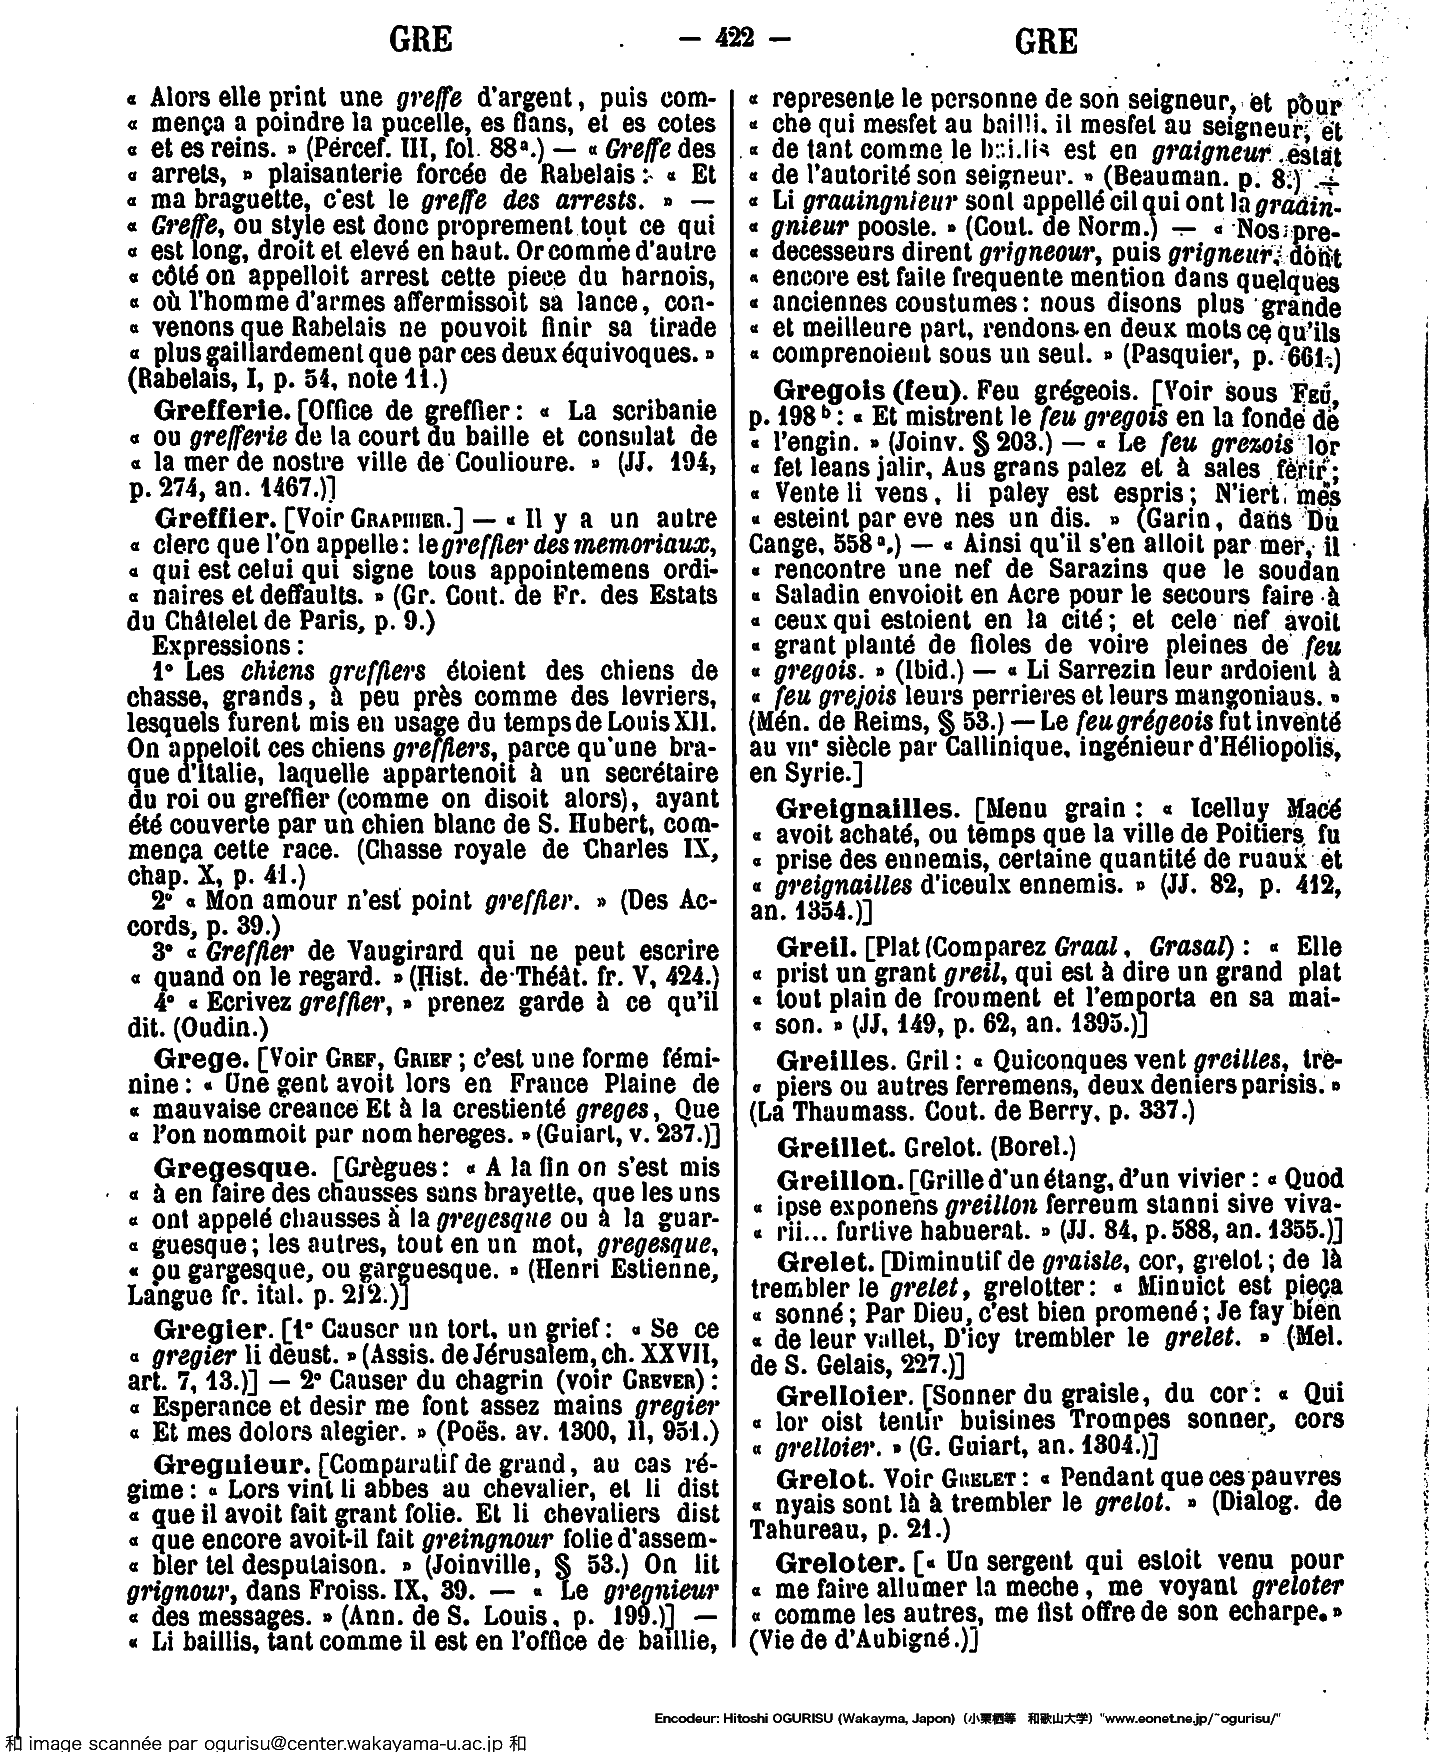 GRE — 422 — GRE
« Alors elle print une greffe d'argent, puis com-
« mença a poindre la pucelle, es flans, et es cotes
« et es reins. » (Percef. III, fol. 88ª.) — « Greffe des
« arrets, » plaisanterie forcée de Rabelais : « Et
« ma braguette, c'est le greffe des arrests. » —
« Greffe, ou style est donc proprement tout ce qui
« est long, droit et elevé en haut. Or comme d'autre
« côté on appelloit arrest cette piece du harnois,
« où l'homme d'armes affermissoit sa lance, con-
« venons que Rabelais ne pouvoit finir sa tirade
« plus gaillardement que par ces deux équivoques. »
(Rabelais, I, p. 54, note 11.)
Grefferie. [Office de greffier : « La scribanie
« ou grefferie de la court du baille et consulat de
« la mer de nostre ville de Coulioure. » (JJ. 194,
p. 274, an. 1467.)]
Greffier. [Voir GRAPHIER.] — « Il y a un autre
« clerc que l'on appelle : le greffier des memoriaux,
« qui est celui qui signe tous appointemens ordi-
« naires et deffaults. » (Gr. Cout. de Fr. des Estats
du Châtelet de Paris, p. 9.)
Expressions :
1° Les chiens greffiers étoient des chiens de
chasse, grands, à peu près comme des levriers,
lesquels furent mis en usage du temps de Louis XII.
On appeloit ces chiens greffiers, parce qu'une bra-
que d'Italie, laquelle appartenoit à un secrétaire
du roi ou greffier (comme on disoit alors), ayant
été couverte par un chien blanc de S. Hubert, com-
mença cette race. (Chasse royale de Charles IX,
chap. X, p. 41.)
2° « Mon amour n'est point greffier. » (Des Ac-
cords, p. 39.)
3° « Greffier de Vaugirard qui ne peut escrire
« quand on le regard. » (Hist. de Théât. fr. V, 424.)
4° « Ecrivez greffier, » prenez garde à ce qu'il
dit. (Oudin.)
Grege. [Voir GREF, GRIEF ; c'est une forme fémi-
nine : « Une gent avoit lors en France Plaine de
« mauvaise creance Et à la crestienté greges, Que
« l'on nommoit par nom hereges. » (Guiart, v. 237.)]
Gregesque. [Grègues : « A la fin on s'est mis
« à en faire des chausses sans brayette, que les uns
« ont appelé chausses à la gregesque ou à la guar-
« guesque ; les autres, tout en un mot, gregesque,
« ou gargesque, ou garguesque. » (Henri Estienne,
Langue fr. ital. p. 212.)]
Gregier. [1° Causer un tort, un grief : « Se ce
« gregier li deust. » (Assis. de Jérusalem, ch. XXVII,
art. 7, 13.)] — 2° Causer du chagrin (voir GREVER) :
« Esperance et desir me font assez mains gregier
« Et mes dolors alegier. » (Poës. av. 1300, II, 951.)
Gregnieur. [Comparatif de grand, au cas ré-
gime : « Lors vint li abbes au chevalier, et li dist
« que il avoit fait grant folie. Et li chevaliers dist
« que encore avoit-il fait greingnour folie d'assem-
« bler tel desputaison. » (Joinville, § 53.) On lit
grignour, dans Froiss. IX, 39. — « Le gregnieur
« des messages. » (Ann. de S. Louis, p. 199.)] —
« Li baillis, tant comme il est en l'office de baillie,
« represente le personne de son seigneur, et pour
« che qui mesfet au bailli, il mesfet au seigneur, et
« de tant comme le baillis est en graigneur estat
« de l'autorité son seigneur. » (Beauman. p. 8.) —
« Li graaingnieur sont appellé cil qui ont la graain-
« gnieur pooste. » (Cout. de Norm.) — « Nos pre-
« decesseurs dirent grigneour, puis grigneur, dont
« encore est faite frequente mention dans quelques
« anciennes coustumes : nous disons plus grande
« et meilleure part, rendons en deux mots ce qu'ils
« comprenoient sous un seul. » (Pasquier, p. 661.)
Gregois (feu). Feu grégeois. [Voir sous FEU,
p. 198ᵇ : « Et mistrent le feu gregois en la fonde de
« l'engin. » (Joinv. § 203.) — « Le feu grezois lor
« fet leans jalir, Aus grans palez et à sales ferir ;
« Vente li vens, li paley est espris ; N'iert mes
« esteint par eve nes un dis. » (Garin, dans Du
Cange, 558ª.) — « Ainsi qu'il s'en alloit par mer, il
« rencontre une nef de Sarazins que le soudan
« Saladin envoioit en Acre pour le secours faire à
« ceux qui estoient en la cité ; et cele nef avoit
« grant planté de fioles de voire pleines de feu
« gregois. » (Ibid.) — « Li Sarrezin leur ardoient à
« feu grejois leurs perrieres et leurs mangoniaus. »
(Mén. de Reims, § 53.) — Le feu grégeois fut inventé
au VIIᵉ siècle par Callinique, ingénieur d'Héliopolis,
en Syrie.]
Greignailles. [Menu grain : « Icelluy Macé
« avoit achaté, ou temps que la ville de Poitiers fu
« prise des ennemis, certaine quantité de ruaux et
« greignailles d'iceulx ennemis. » (JJ. 82, p. 412,
an. 1354.)]
Greil. [Plat (Comparez Graal, Grasal) : « Elle
« prist un grant greil, qui est à dire un grand plat
« tout plain de froument et l'emporta en sa mai-
« son. » (JJ, 149, p. 62, an. 1395.)]
Greilles. Gril : « Quiconques vent greilles, tre-
« piers ou autres ferremens, deux deniers parisis. »
(La Thaumass. Cout. de Berry, p. 337.)
Greillet. Grelot. (Borel.)
Greillon. [Grille d'un étang, d'un vivier : « Quod
« ipse exponens greillon ferreum stanni sive viva-
« rii... furtive habuerat. » (JJ. 84, p. 588, an. 1355.)]
Grelet. [Diminutif de graisle, cor, grelot ; de là
trembler le grelet, grelotter : « Minuict est pieça
« sonné ; Par Dieu, c'est bien promené ; Je fay bien
« de leur vallet, D'icy trembler le grelet. » (Mel.
de S. Gelais, 227.)]
Grelloier. [Sonner du graisle, du cor : « Qui
« lor oist tentir buisines Trompes sonner, cors
« grelloier. » (G. Guiart, an. 1304.)]
Grelot. Voir GRELET : « Pendant que ces pauvres
« nyais sont là à trembler le grelot. » (Dialog. de
Tahureau, p. 21.)
Greloter. [« Un sergent qui estoit venu pour
« me faire allumer la meche, me voyant greloter
« comme les autres, me fist offre de son echarpe. »
(Vie de d'Aubigné.)]
Encodeur: Hitoshi OGURISU (Wakayma, Japon) (小栗栖等 和歌山大学) "www.eonet.ne.jp/~ogurisu/"
和 image scannée par ogurisu@center.wakayama-u.ac.jp 和